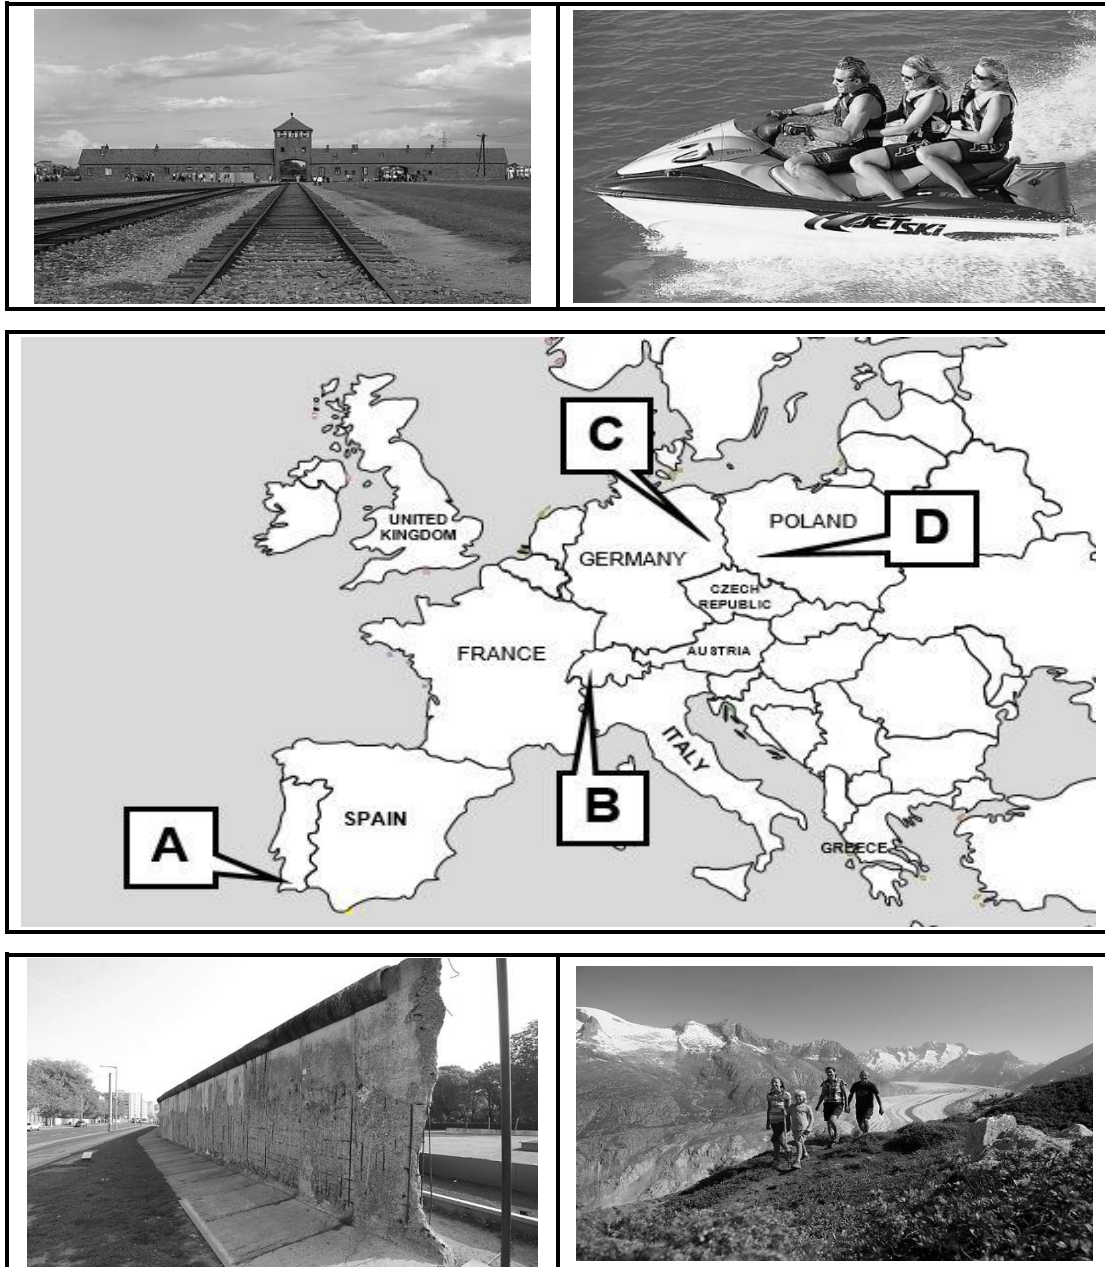 JETSKI
C
D
POLAND
UNITED
KINGDOM
GERMANY
CZECH
REPUBLIC
FRANCE
AUSTRIA
ITALY
B
SPAIN
A
GREECE